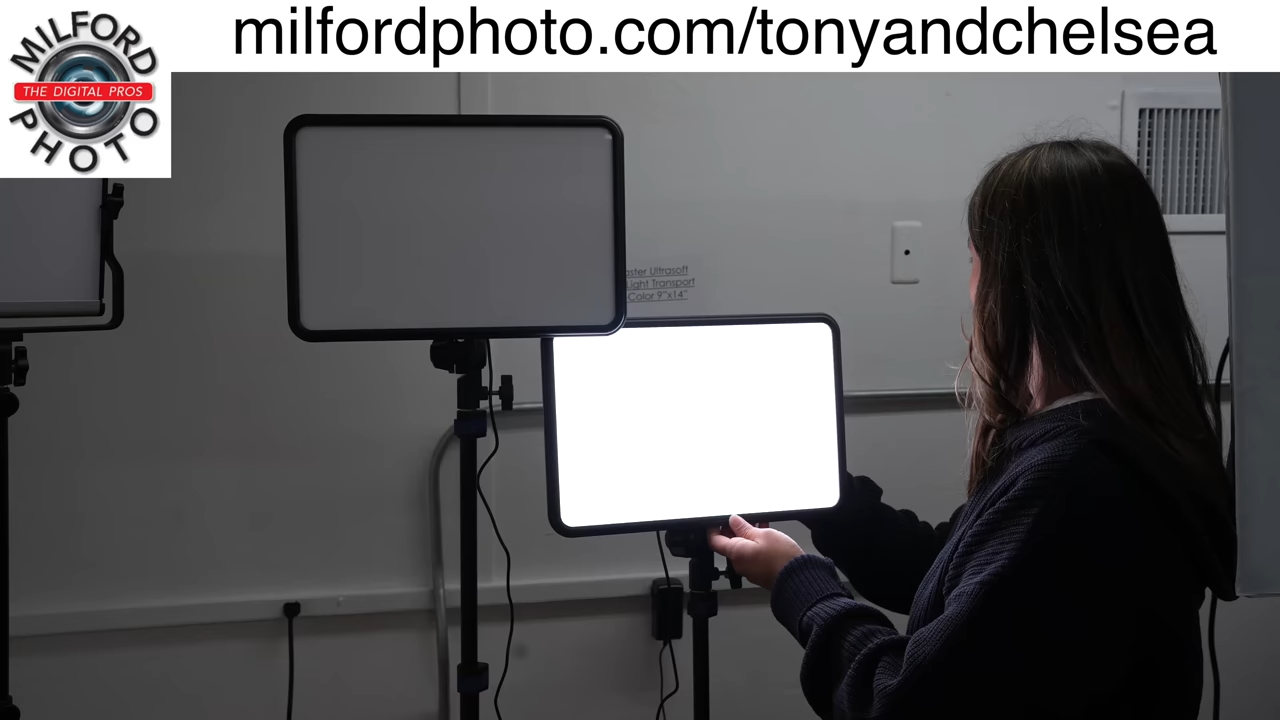 milfordphoto.com/tonyandchelsea
MILFORD
THE DIGITAL PROS
PHOTO
aster Ultrasoft
Light Transport
Color 9"x14"